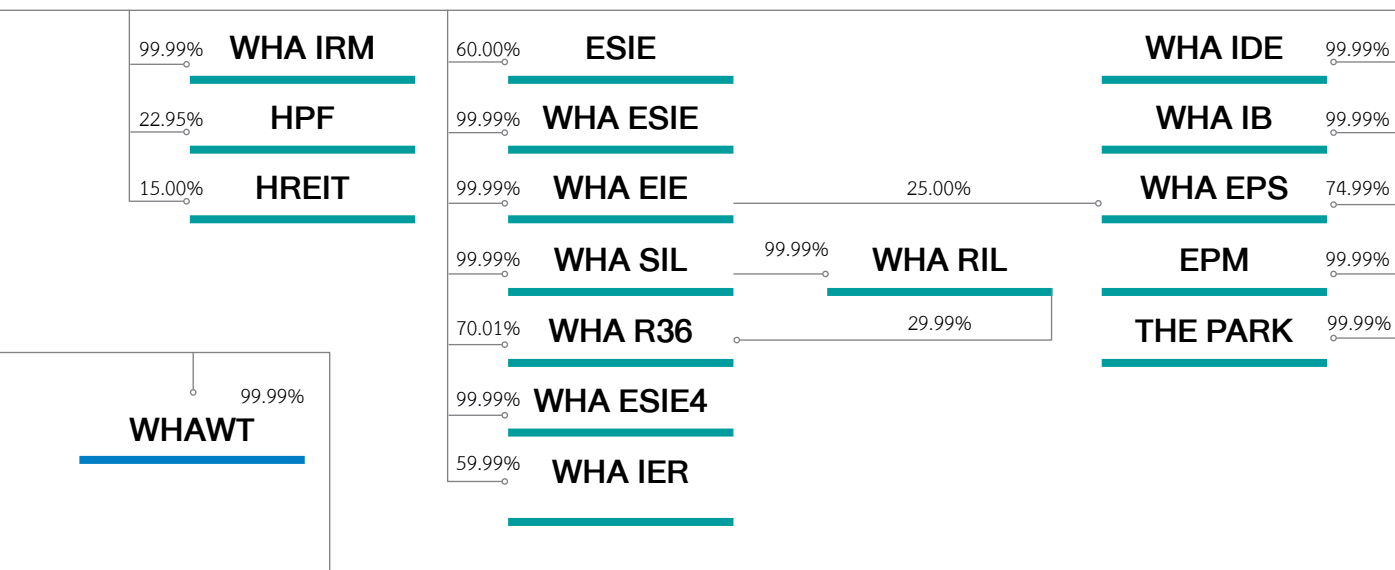 99.99% WHA IRM
22.95% HPF
15.00% HREIT
60.00% ESIE
99.99% WHA ESIE
99.99% WHA EIE
25.00%
99.99% WHA SIL
99.99% WHA RIL
70.01% WHA R36
29.99%
99.99% WHA ESIE4
59.99% WHA IER
WHA IDE 99.99%
WHA IB 99.99%
WHA EPS 74.99%
EPM 99.99%
THE PARK 99.99%
99.99%
WHAWT